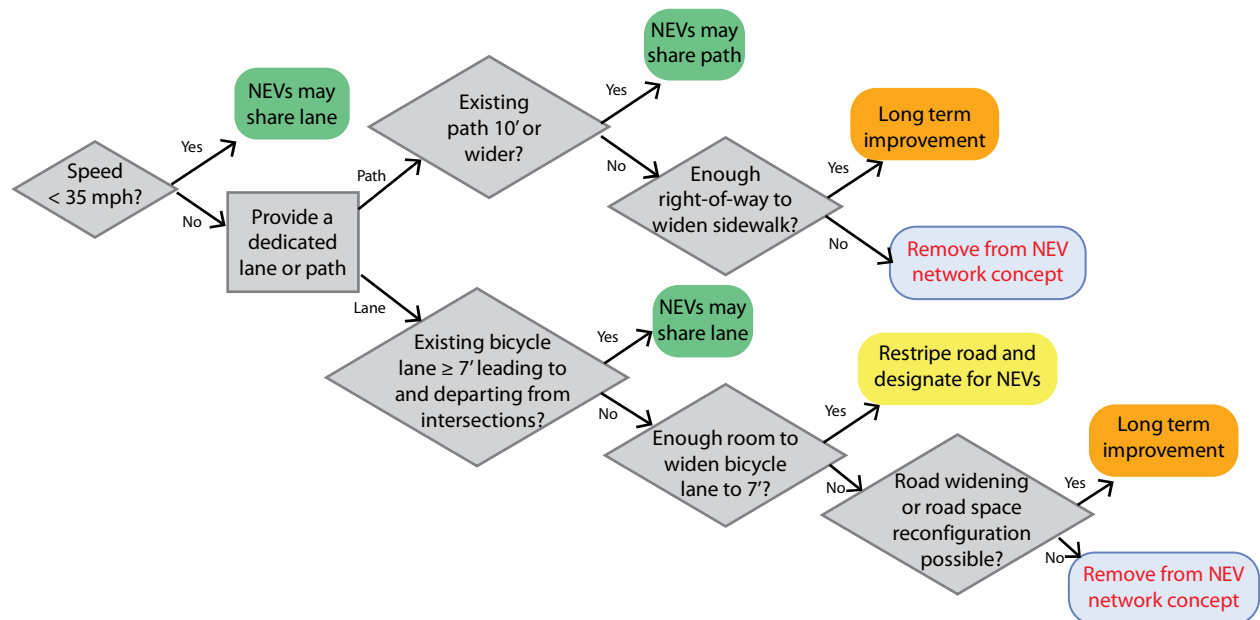 Speed
< 35 mph?
Yes
NEVs may
share lane
No
Provide a
dedicated
lane or path
Path
Existing
path 10’ or
wider?
Yes
NEVs may
share path
No
Enough
right-of-way to
widen sidewalk?
Yes
Long term
improvement
No
Remove from NEV
network concept
Lane
Existing bicycle
lane ≥ 7’ leading to
and departing from
intersections?
Yes
NEVs may
share lane
No
Enough room to
widen bicycle
lane to 7’?
Yes
Restripe road and
designate for NEVs
No
Road widening
or road space
reconfiguration
possible?
Yes
Long term
improvement
No
Remove from NEV
network concept